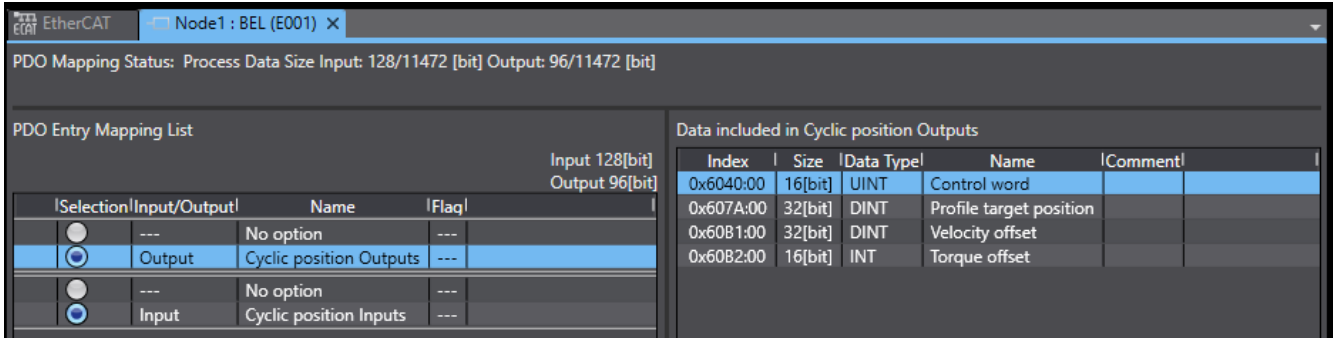 EtherCAT Node1 : BEL (E001)
PDO Mapping Status: Process Data Size Input: 128/11472 [bit] Output: 96/11472 [bit]
PDO Entry Mapping List
Input 128[bit]
Output 96[bit]
Selection Input/Output Name Flag
--- No option ---
Output Cyclic position Outputs ---
--- No option ---
Input Cyclic position Inputs ---
Data included in Cyclic position Outputs
Index Size Data Type Name Comment
0x6040:00 16[bit] UINT Control word
0x607A:00 32[bit] DINT Profile target position
0x60B1:00 32[bit] DINT Velocity offset
0x60B2:00 16[bit] INT Torque offset